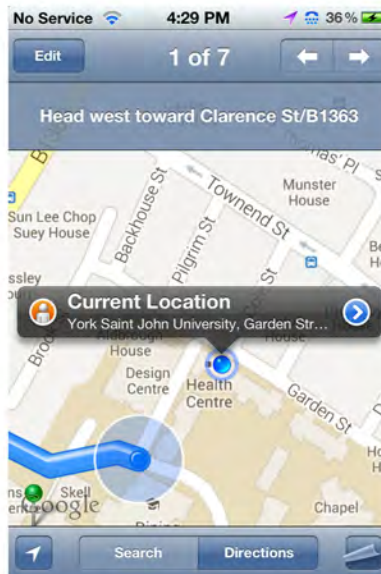 No Service 4:29 PM 36%
Edit 1 of 7
Head west toward Clarence St/B1363
Backhouse St
Townend St
Munster
House
Sun Lee Chop
Suey House
Pilgrim St
Current Location
York Saint John University, Garden Str…
House
Design
Centre
Health
Centre
Garden St
Skell
Google
Chapel
Search Directions